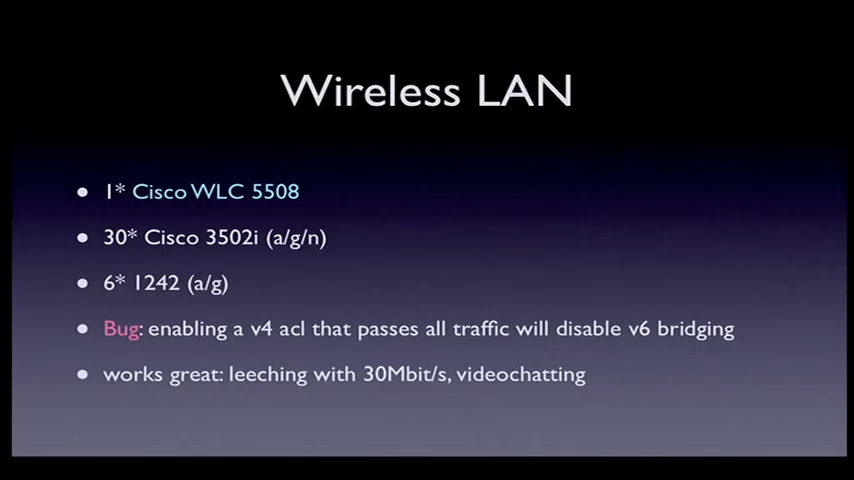 Wireless LAN
• 1* Cisco WLC 5508
• 30* Cisco 3502i (a/g/n)
• 6* 1242 (a/g)
• Bug: enabling a v4 acl that passes all traffic will disable v6 bridging
• works great: leeching with 30Mbit/s, videochatting